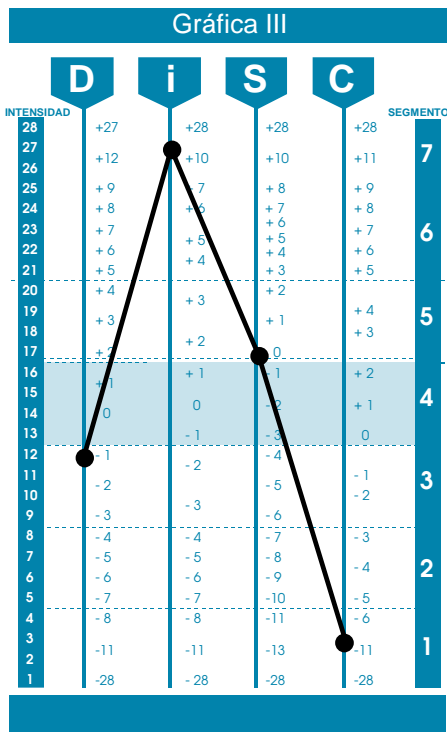 Gráfica III
D i S C
INTENSIDAD SEGMENTO
28 +27 +28 +28 +28
27 7
+12 +10 +10 +11
26
25 + 9 + 7 + 8 + 9
24 + 8 + 6 + 7 + 8
+ 6
23 + 7 + 7 6
+ 5 + 5
22 + 6 + 4 + 4 + 6
21 + 5 + 3 + 5
20 + 4 + 2
+ 3
19 + 4 5
+ 3 + 1
18 + 3
+ 2
17 + 2 0
16 + 1 - 1 + 2
+ 1
15 4
0 - 2 + 1
14 0
13 - 1 - 3 0
12 - 1 - 4
- 2
11 - 1 3
- 2 - 5
10 - 2
- 3
9 - 3 - 6
8 - 4 - 4 - 7 - 3
7 - 5 - 5 - 8
- 4 2
6 - 6 - 6 - 9
5 - 7 - 7 -10 - 5
4 - 8 - 8 -11 - 6
3 1
-11 -11 -13 -11
2
1 -28 - 28 -28 -28